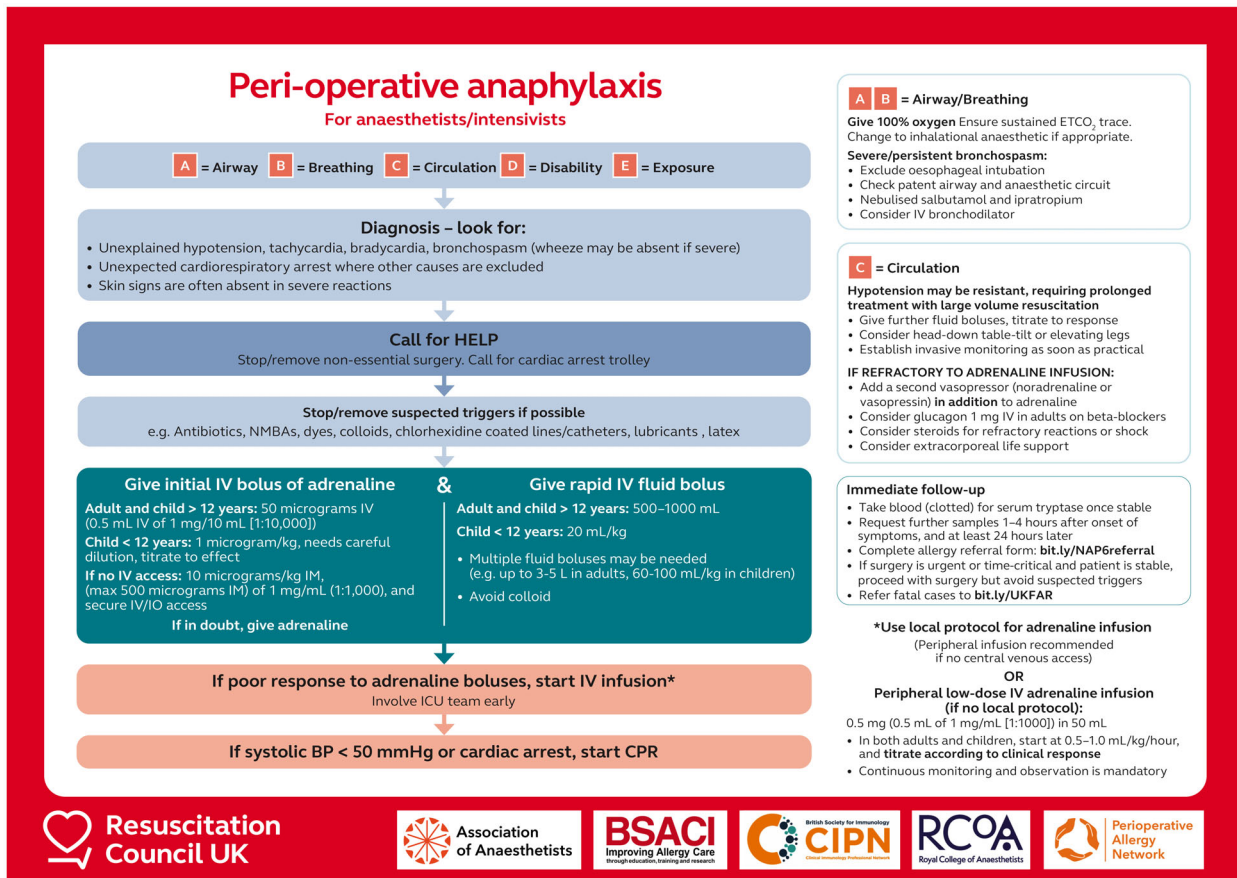 Peri-operative anaphylaxis
For anaesthetists/intensivists
A = Airway B = Breathing C = Circulation D = Disability E = Exposure
Diagnosis – look for:
• Unexplained hypotension, tachycardia, bradycardia, bronchospasm (wheeze may be absent if severe)
• Unexpected cardiorespiratory arrest where other causes are excluded
• Skin signs are often absent in severe reactions
Call for HELP
Stop/remove non-essential surgery. Call for cardiac arrest trolley
Stop/remove suspected triggers if possible
e.g. Antibiotics, NMBAs, dyes, colloids, chlorhexidine coated lines/catheters, lubricants , latex
Give initial IV bolus of adrenaline
Adult and child > 12 years: 50 micrograms IV
(0.5 mL IV of 1 mg/10 mL [1:10,000])
Child < 12 years: 1 microgram/kg, needs careful
dilution, titrate to effect
If no IV access: 10 micrograms/kg IM,
(max 500 micrograms IM) of 1 mg/mL (1:1,000), and
secure IV/IO access
If in doubt, give adrenaline
&
Give rapid IV fluid bolus
Adult and child > 12 years: 500–1000 mL
Child < 12 years: 20 mL/kg
• Multiple fluid boluses may be needed
(e.g. up to 3-5 L in adults, 60-100 mL/kg in children)
• Avoid colloid
If poor response to adrenaline boluses, start IV infusion*
Involve ICU team early
If systolic BP < 50 mmHg or cardiac arrest, start CPR
A B = Airway/Breathing
Give 100% oxygen Ensure sustained ETCO₂ trace.
Change to inhalational anaesthetic if appropriate.
Severe/persistent bronchospasm:
• Exclude oesophageal intubation
• Check patent airway and anaesthetic circuit
• Nebulised salbutamol and ipratropium
• Consider IV bronchodilator
C = Circulation
Hypotension may be resistant, requiring prolonged
treatment with large volume resuscitation
• Give further fluid boluses, titrate to response
• Consider head-down table-tilt or elevating legs
• Establish invasive monitoring as soon as practical
IF REFRACTORY TO ADRENALINE INFUSION:
• Add a second vasopressor (noradrenaline or
vasopressin) in addition to adrenaline
• Consider glucagon 1 mg IV in adults on beta-blockers
• Consider steroids for refractory reactions or shock
• Consider extracorporeal life support
Immediate follow-up
• Take blood (clotted) for serum tryptase once stable
• Request further samples 1–4 hours after onset of
symptoms, and at least 24 hours later
• Complete allergy referral form: bit.ly/NAP6referral
• If surgery is urgent or time-critical and patient is stable,
proceed with surgery but avoid suspected triggers
• Refer fatal cases to bit.ly/UKFAR
*Use local protocol for adrenaline infusion
(Peripheral infusion recommended
if no central venous access)
OR
Peripheral low-dose IV adrenaline infusion
(if no local protocol):
0.5 mg (0.5 mL of 1 mg/mL [1:1000]) in 50 mL
• In both adults and children, start at 0.5–1.0 mL/kg/hour,
and titrate according to clinical response
• Continuous monitoring and observation is mandatory
Resuscitation
Council UK
Association
of Anaesthetists
BSACI
Improving Allergy Care
through education, training and research
British Society for Immunology
CIPN
Clinical Immunology Professional Network
RCOA
Royal College of Anaesthetists
Perioperative
Allergy
Network